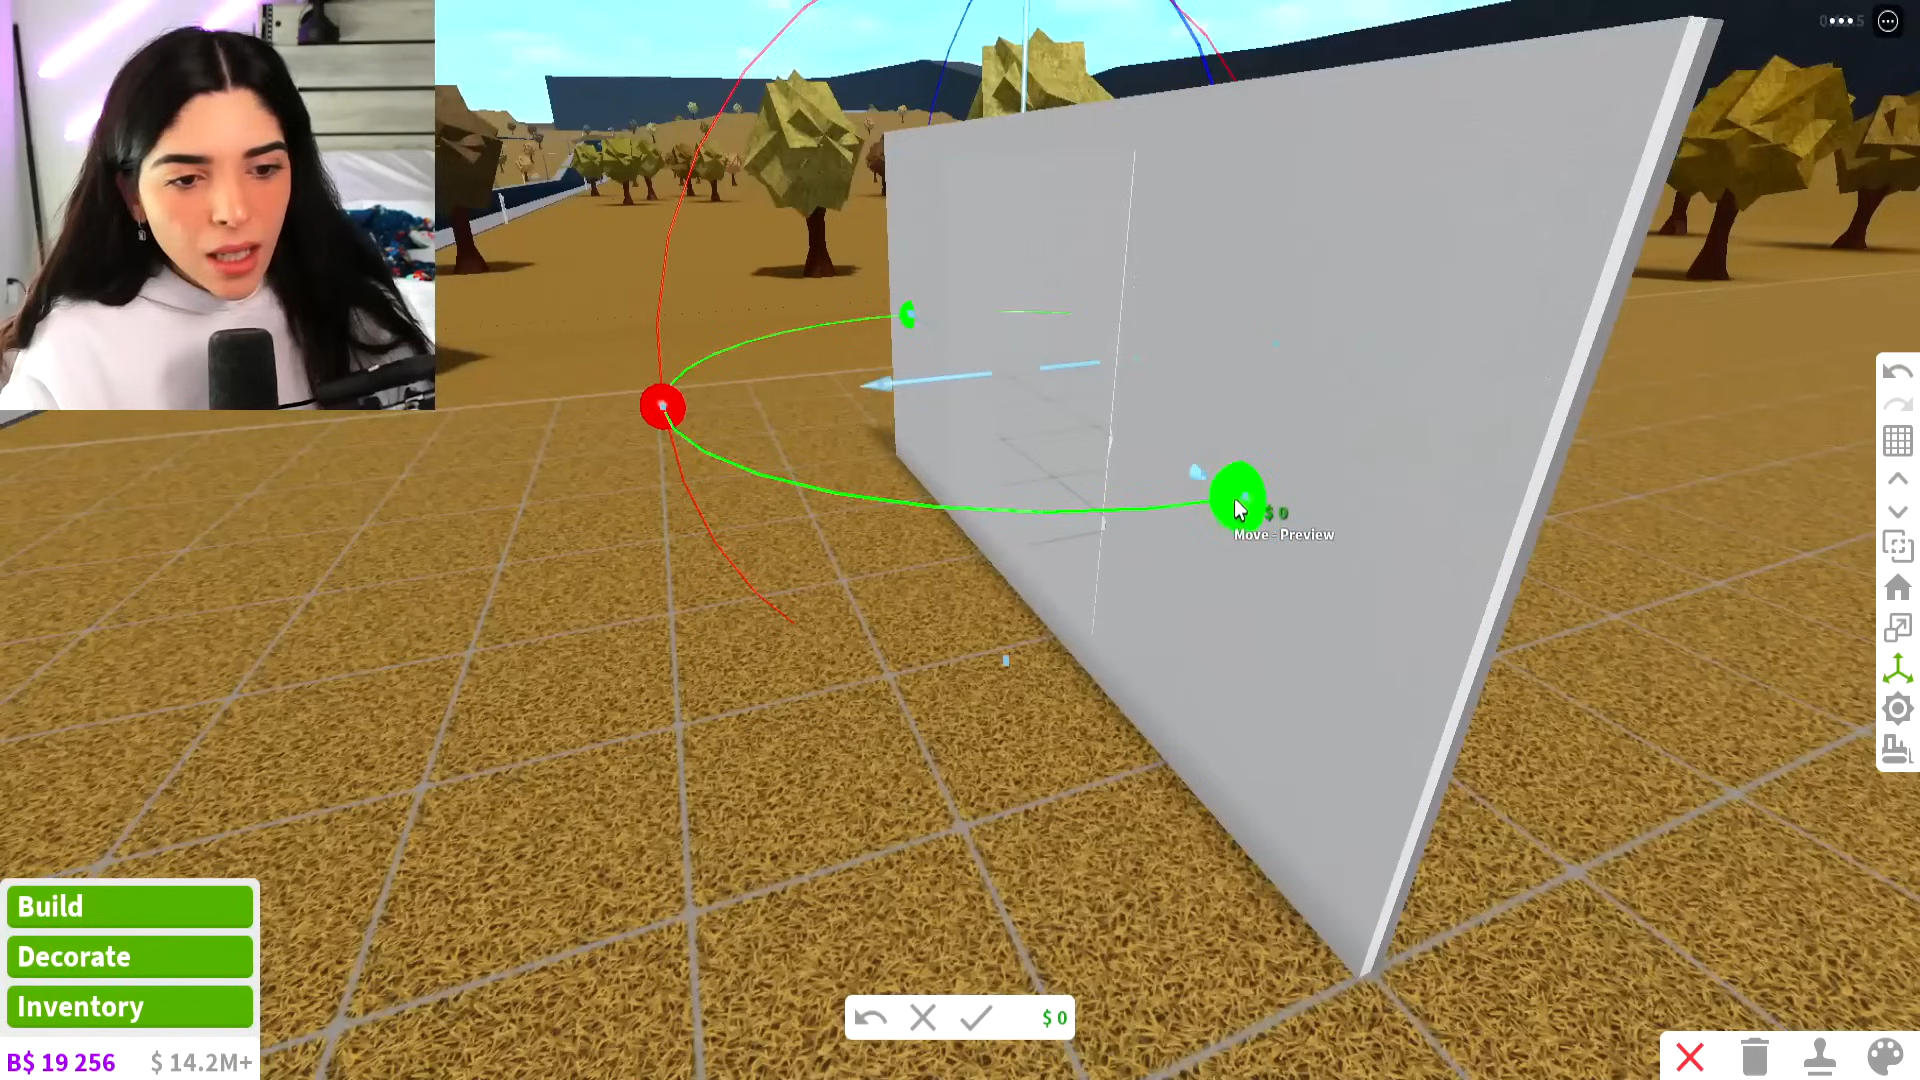 $ 0
Move - Preview
Build
Decorate
Inventory
B$ 19 256
$ 14.2M+
$ 0